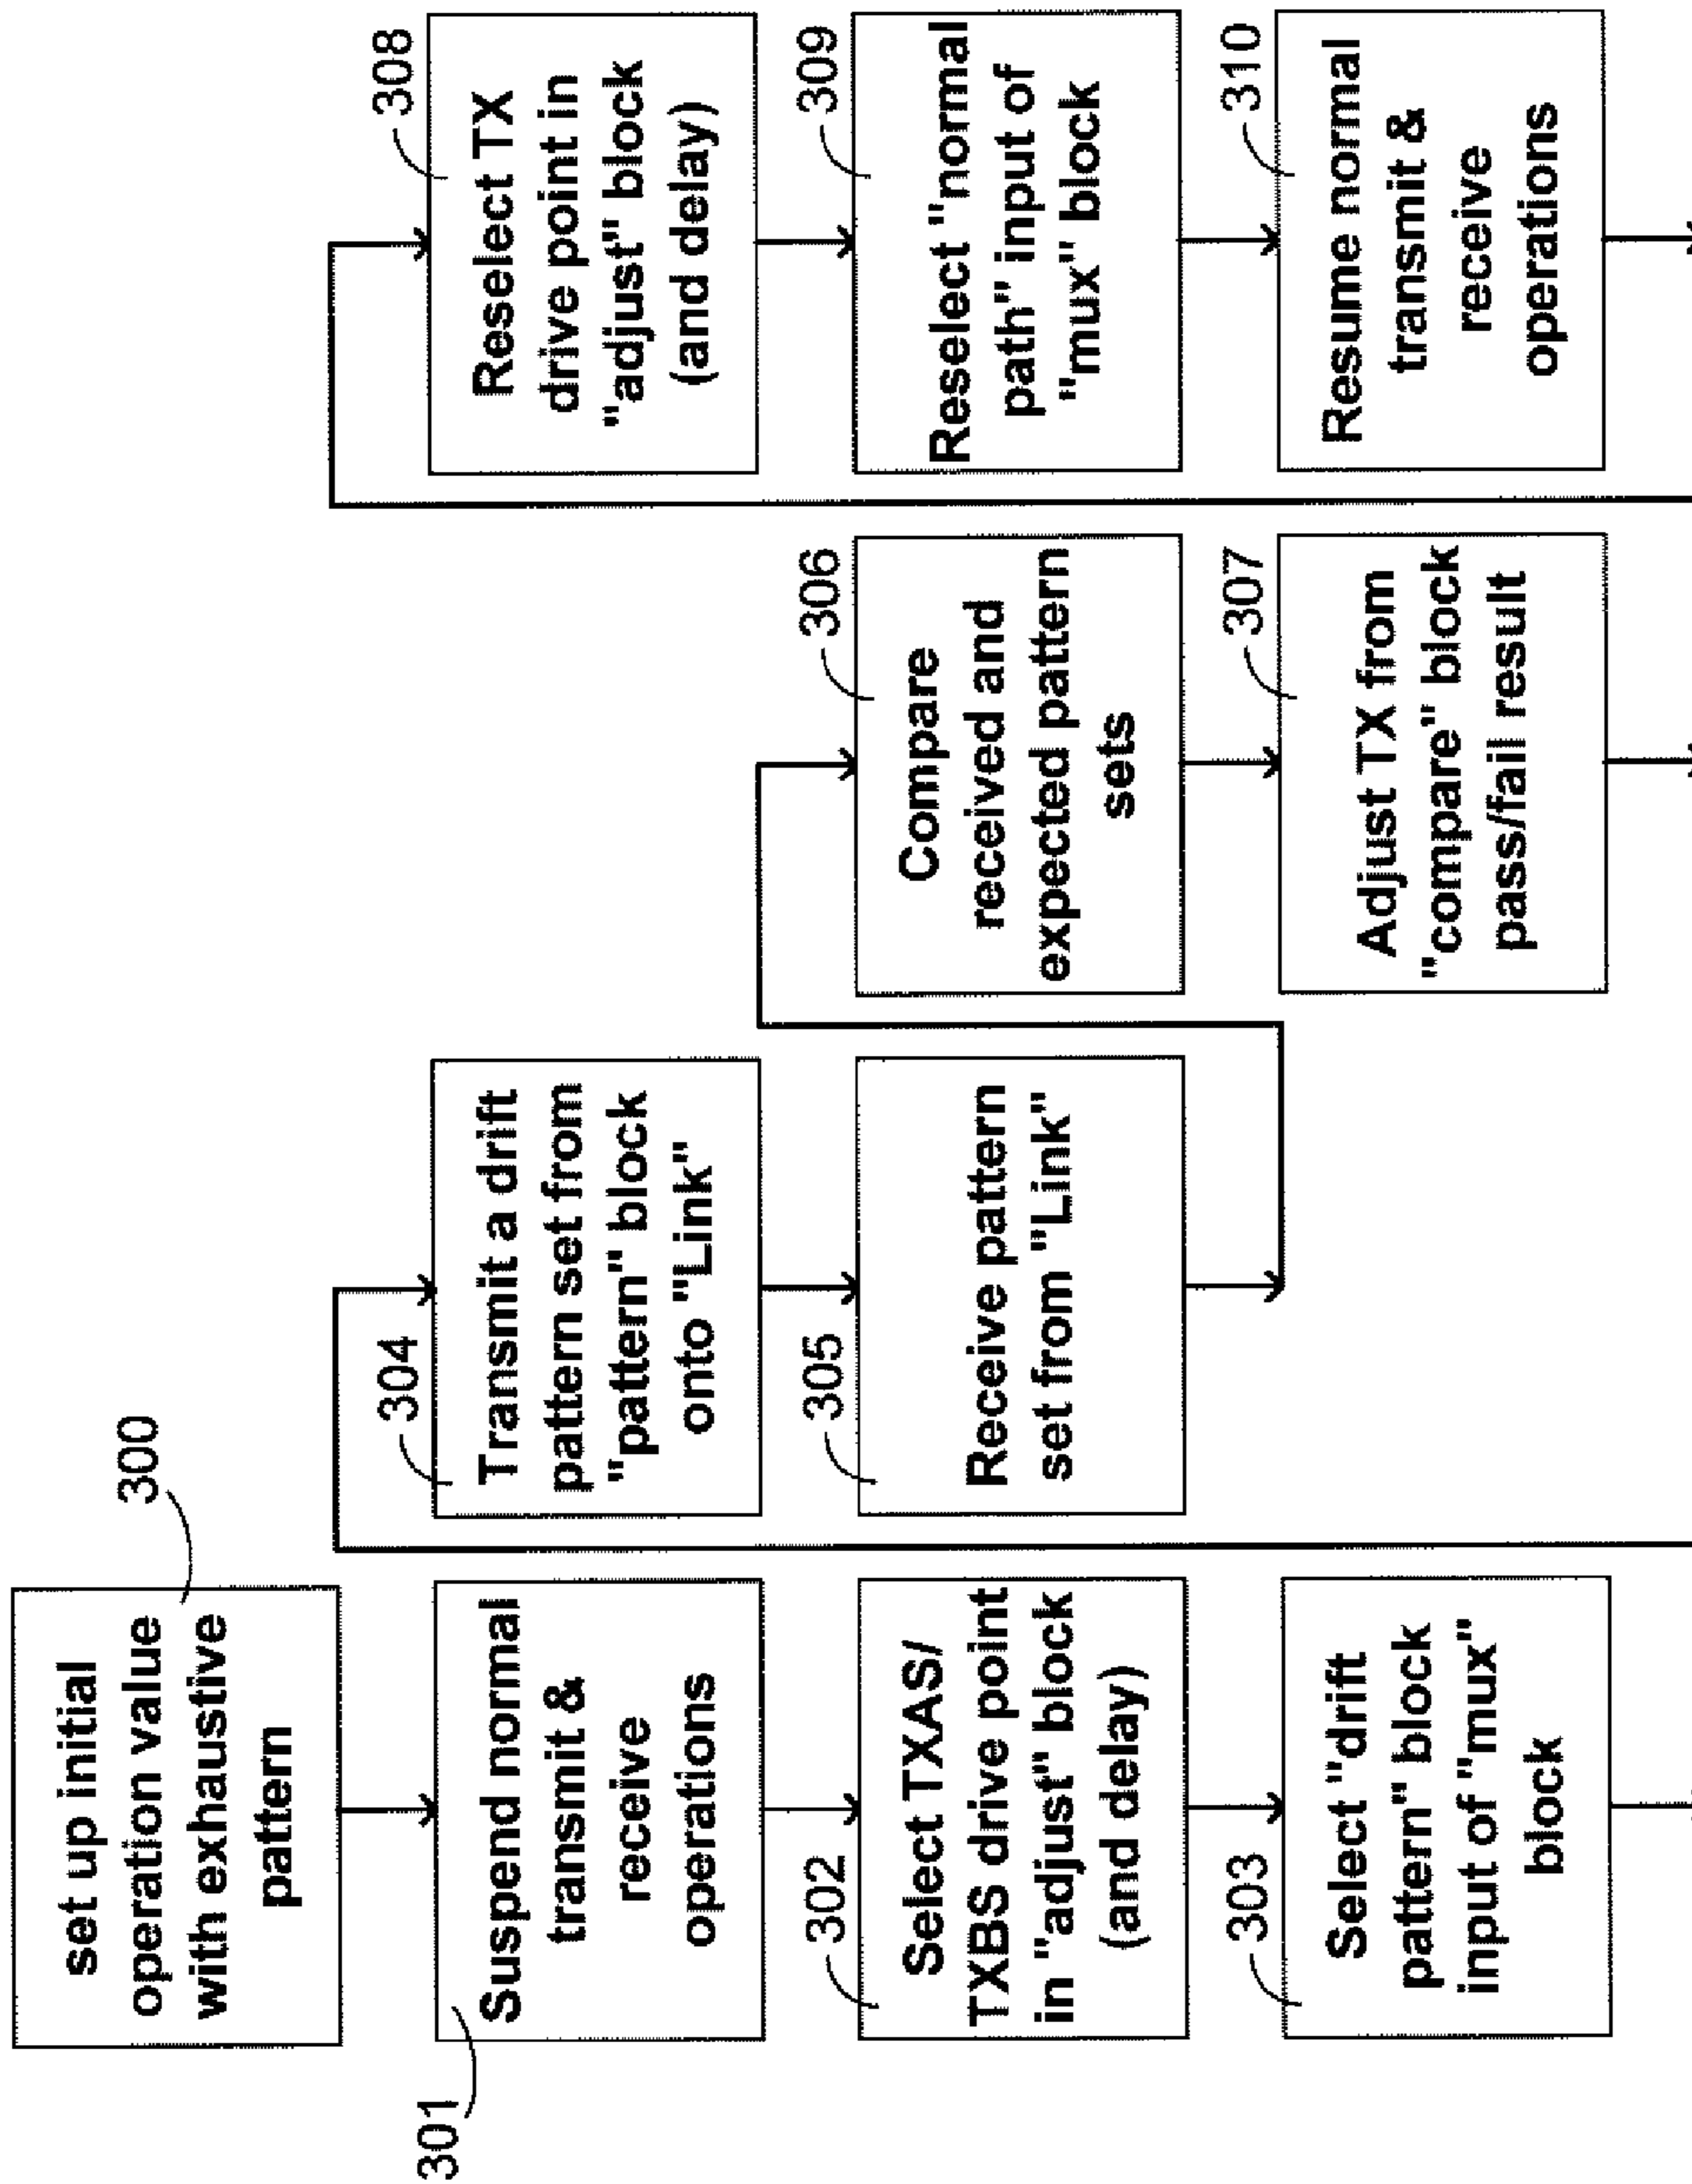 set up initial
operation value
with exhaustive
pattern
300
Suspend normal
transmit &
receive
operations
301
Select TXAS/
TXBS drive point
in "adjust" block
(and delay)
302
Select "drift
pattern" block
input of "mux"
block
303
Transmit a drift
pattern set from
"pattern" block
onto "Link"
304
Receive pattern
set from "Link"
305
Compare
received and
expected pattern
sets
306
Adjust TX from
"compare" block
pass/fail result
307
Reselect TX
drive point in
"adjust" block
(and delay)
308
Reselect "normal
path" input of
"mux" block
309
Resume normal
transmit &
receive
operations
310